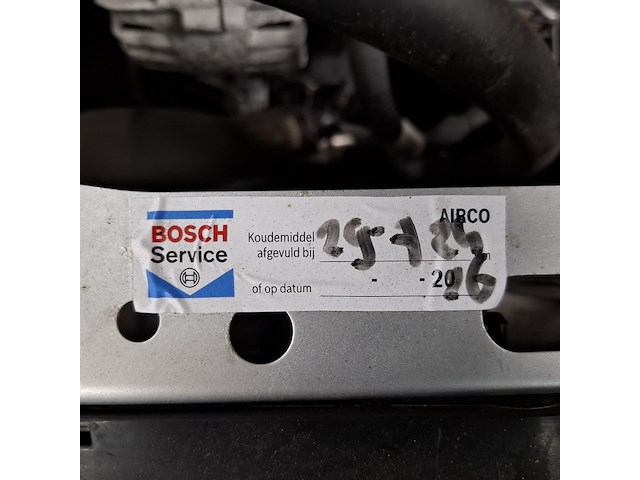 AIRCO
BOSCH
Service
Koudemiddel
afgevuld bij
of op datum - - 20